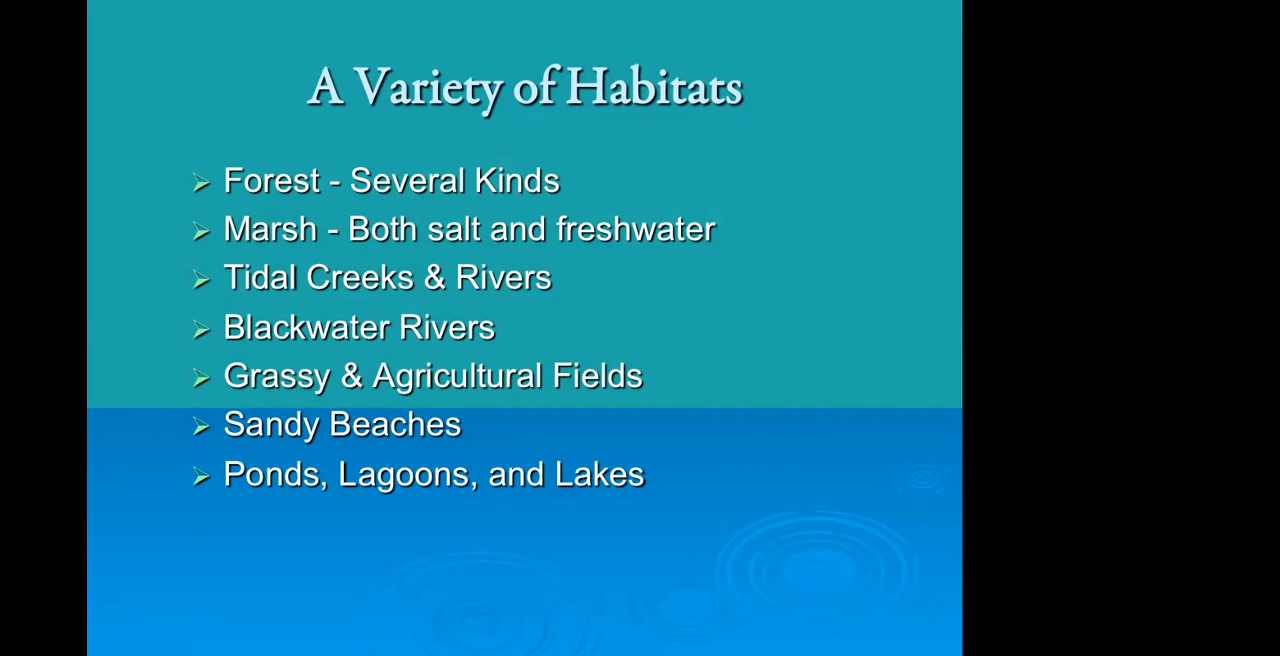 A Variety of Habitats
Forest - Several Kinds
Marsh - Both salt and freshwater
Tidal Creeks & Rivers
Blackwater Rivers
Grassy & Agricultural Fields
Sandy Beaches
Ponds, Lagoons, and Lakes